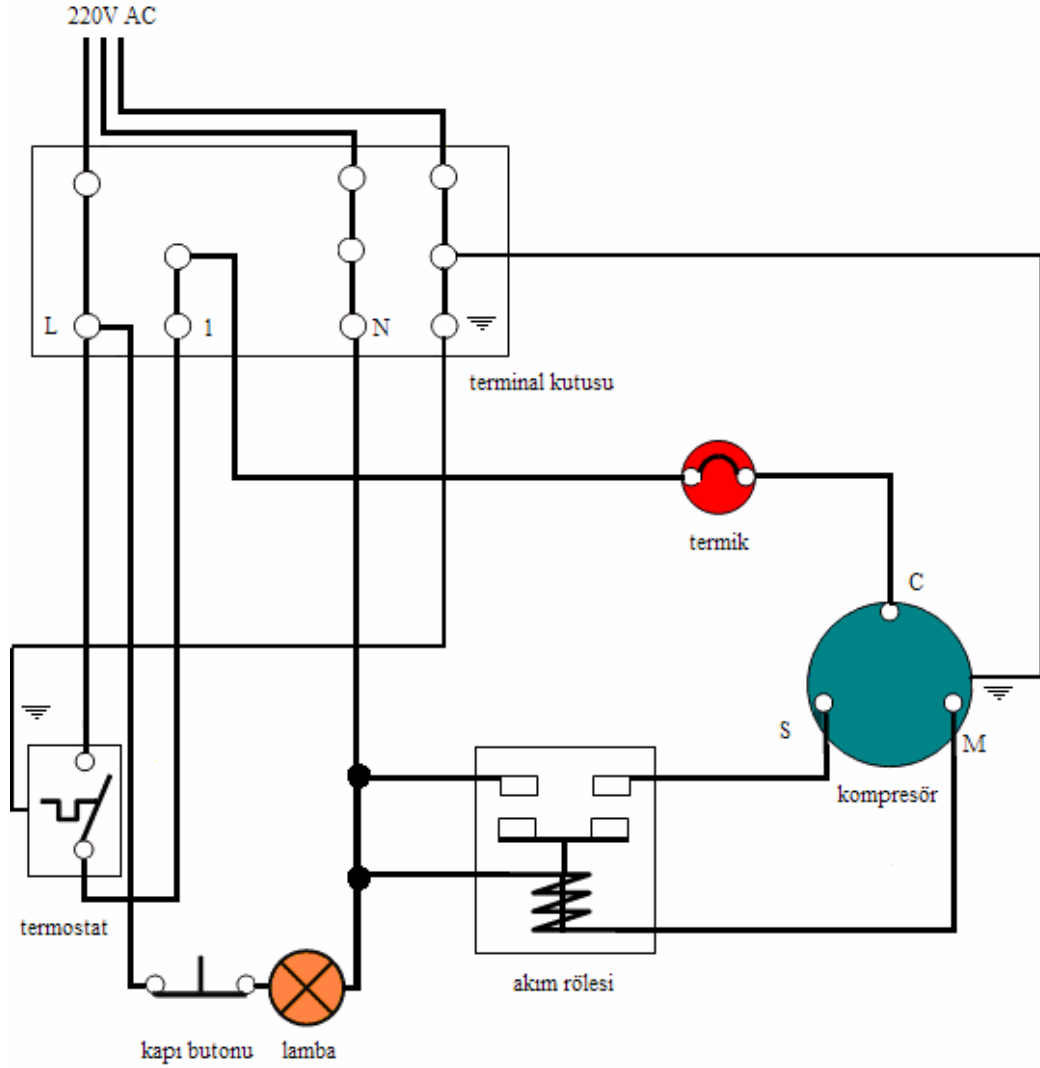 220V AC
L
1
N
terminal kutusu
termik
C
S
M
kompresör
termostat
akım rölesi
kapı butonu
lamba